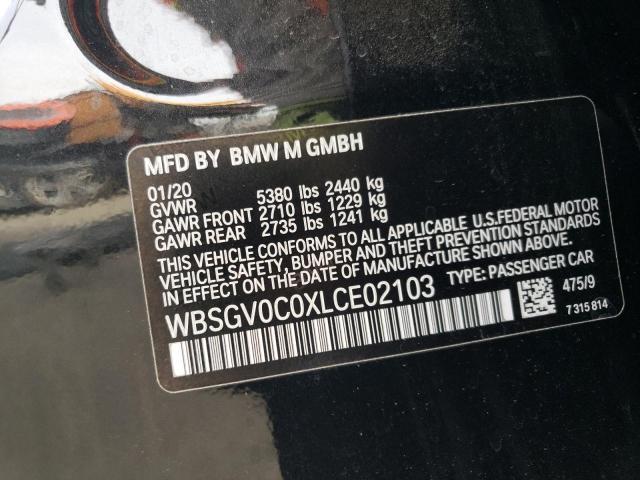 MFD BY BMW M GMBH
01/20
GVWR 5380 lbs 2440 kg
GAWR FRONT 2710 lbs 1229 kg
GAWR REAR 2735 lbs 1241 kg
THIS VEHICLE CONFORMS TO ALL APPLICABLE U.S.FEDERAL MOTOR
VEHICLE SAFETY, BUMPER AND THEFT PREVENTION STANDARDS
IN EFFECT ON THE DATE OF MANUFACTURE SHOWN ABOVE.
TYPE: PASSENGER CAR
WBSGV0C0XLCE02103
475/9
7 315 814